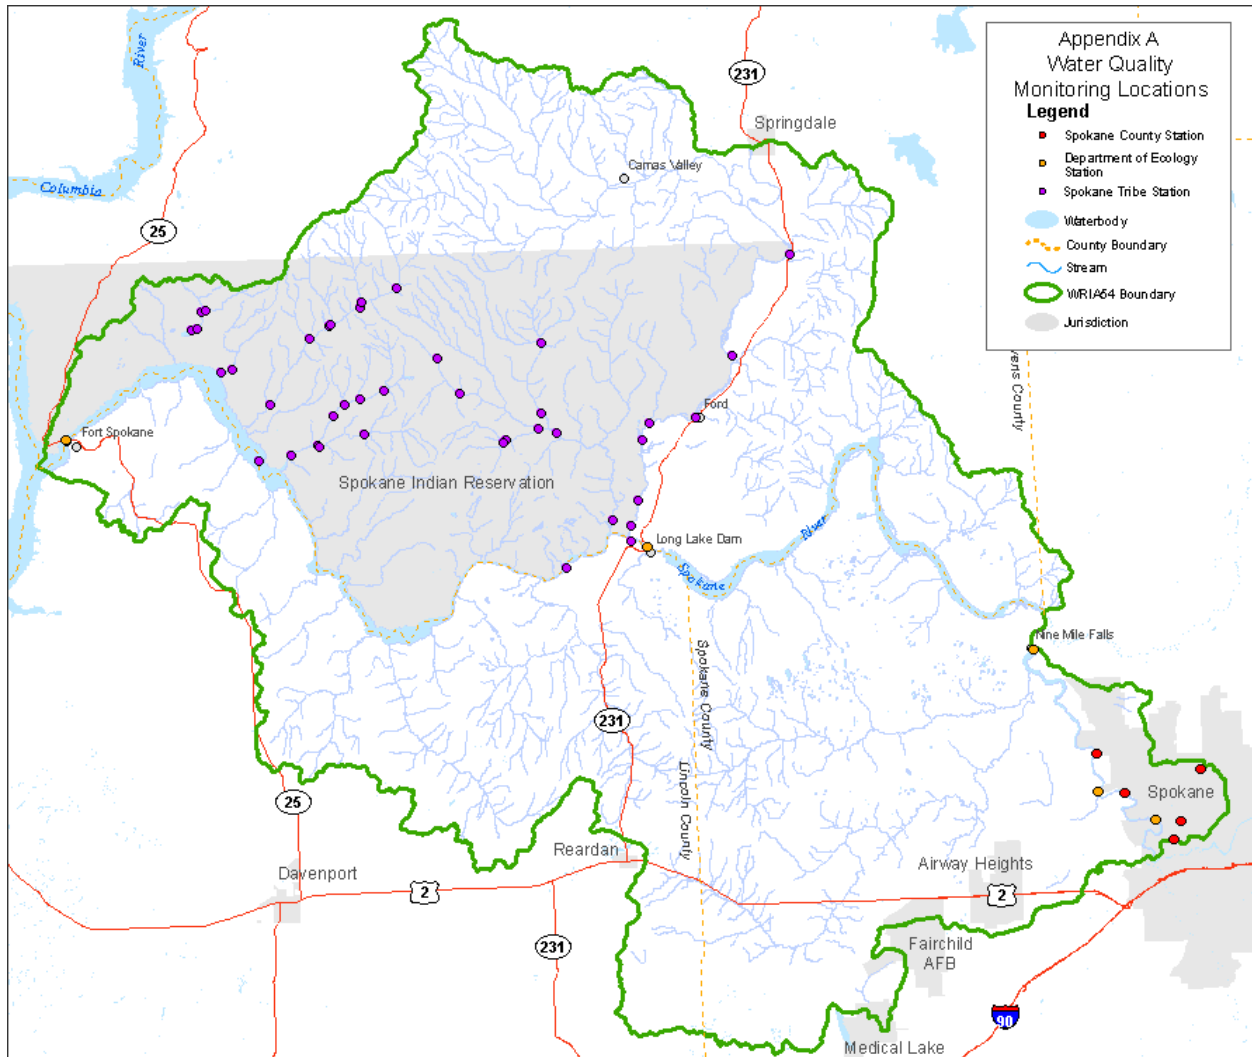 Appendix A
Water Quality
Monitoring Locations
Legend
Spokane County Station
Department of Ecology
Station
Spokane Tribe Station
Waterbody
County Boundary
Stream
WRIA54 Boundary
Jurisdiction
River
Columbia
25
231
Springdale
Camas Valley
Fort Spokane
Spokane Indian Reservation
Ford
Long Lake Dam
Spokane
River
vens County
Nine Mile Falls
Spokane County
Lincoln County
231
25
Spokane
Reardan
Davenport
2
Airway Heights
2
231
Fairchild
AFB
90
Medical Lake